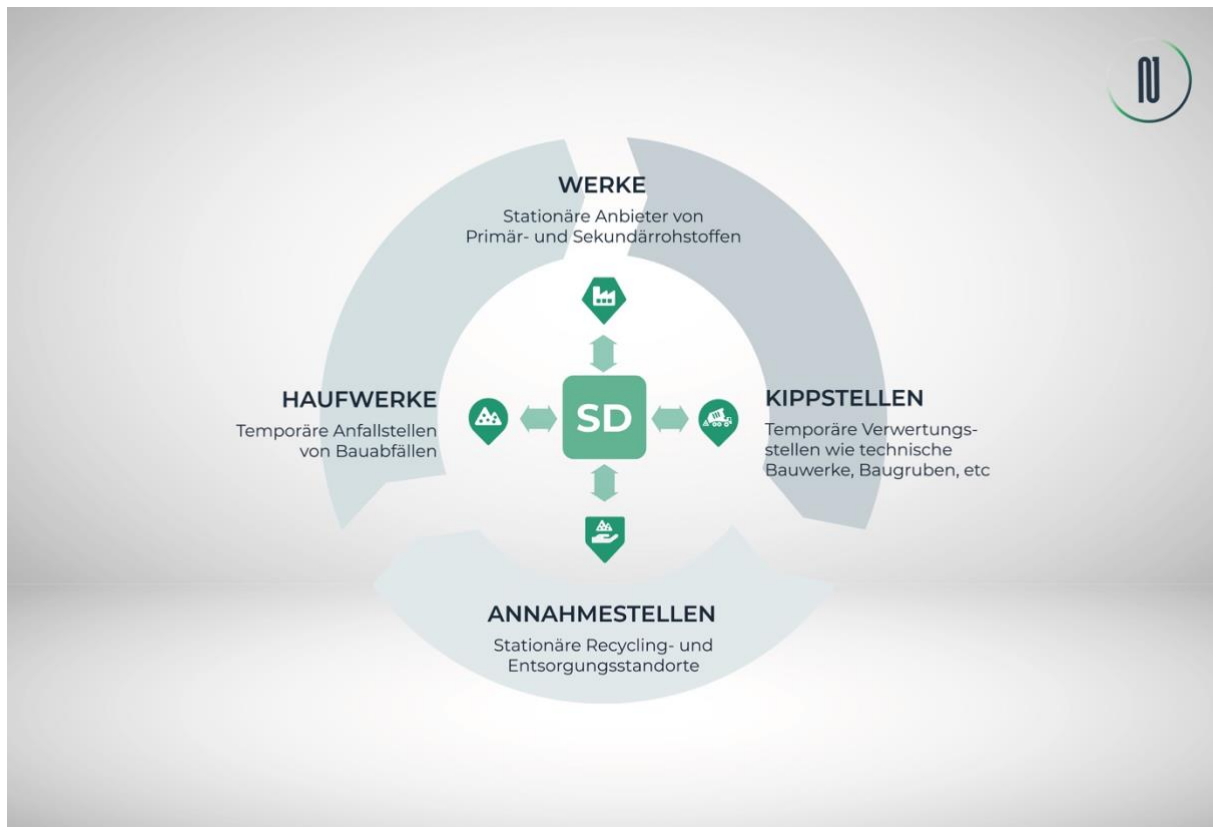 WERKE
Stationäre Anbieter von
Primär- und Sekundärrohstoffen
HAUFWERKE
Temporäre Anfallstellen
von Bauabfällen
SD
KIPPSTELLEN
Temporäre Verwertungs-
stellen wie technische
Bauwerke, Baugruben, etc
ANNAHMESTELLEN
Stationäre Recycling- und
Entsorgungsstandorte